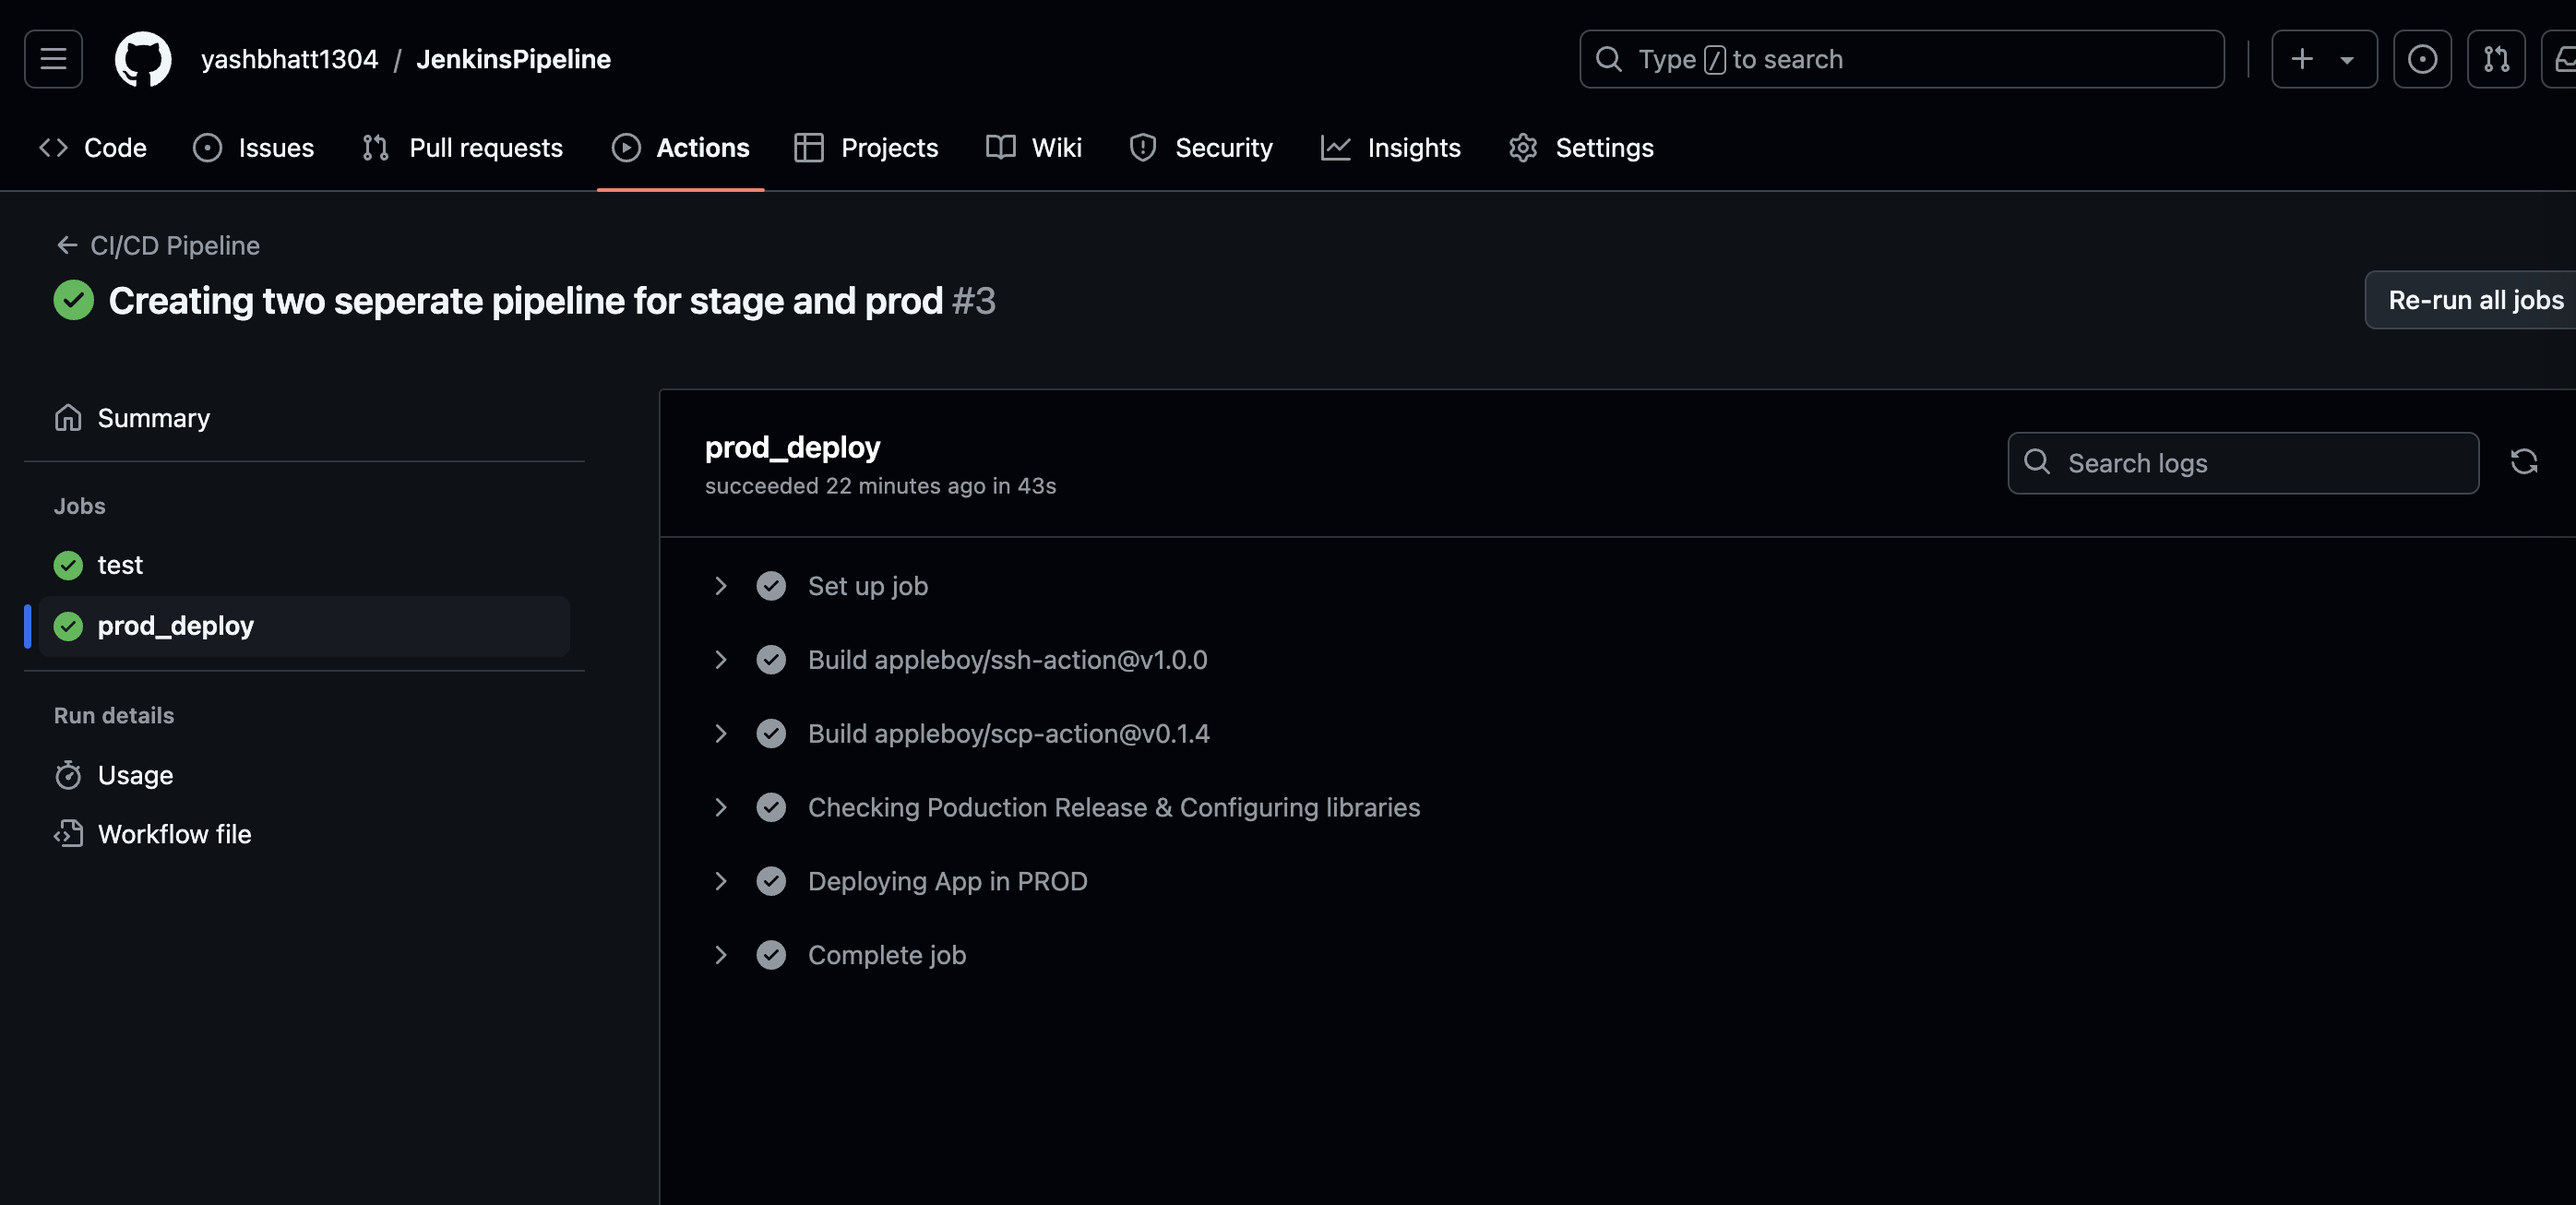 yashbhatt1304 / JenkinsPipeline
Type / to search
Code
Issues
Pull requests
Actions
Projects
Wiki
Security
Insights
Settings
CI/CD Pipeline
Creating two seperate pipeline for stage and prod #3
Re-run all jobs
Summary
Jobs
test
prod_deploy
Run details
Usage
Workflow file
prod_deploy
succeeded 22 minutes ago in 43s
Search logs
Set up job
Build appleboy/ssh-action@v1.0.0
Build appleboy/scp-action@v0.1.4
Checking Poduction Release & Configuring libraries
Deploying App in PROD
Complete job